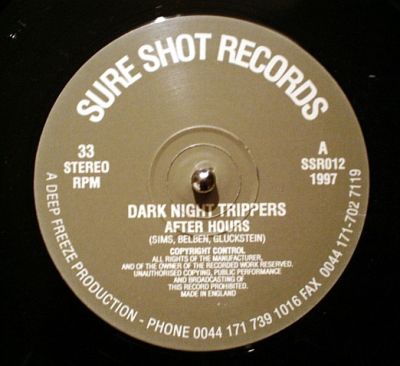 SURE SHOT RECORDS
33
STEREO
RPM
A
SSR012
1997
DARK NIGHT TRIPPERS
AFTER HOURS
(SIMS, BELBEN, GLUCKSTEIN)
COPYRIGHT CONTROL
ALL RIGHTS OF THE MANUFACTURER,
AND OF THE OWNER OF THE RECORDED WORK RESERVED.
UNAUTHORISED COPYING, PUBLIC PERFORMANCE
AND BROADCASTING OF
THIS RECORD PROHIBITED.
MADE IN ENGLAND
A DEEP FREEZE PRODUCTION - PHONE 0044 171 739 1016 FAX 0044 171-702 7119